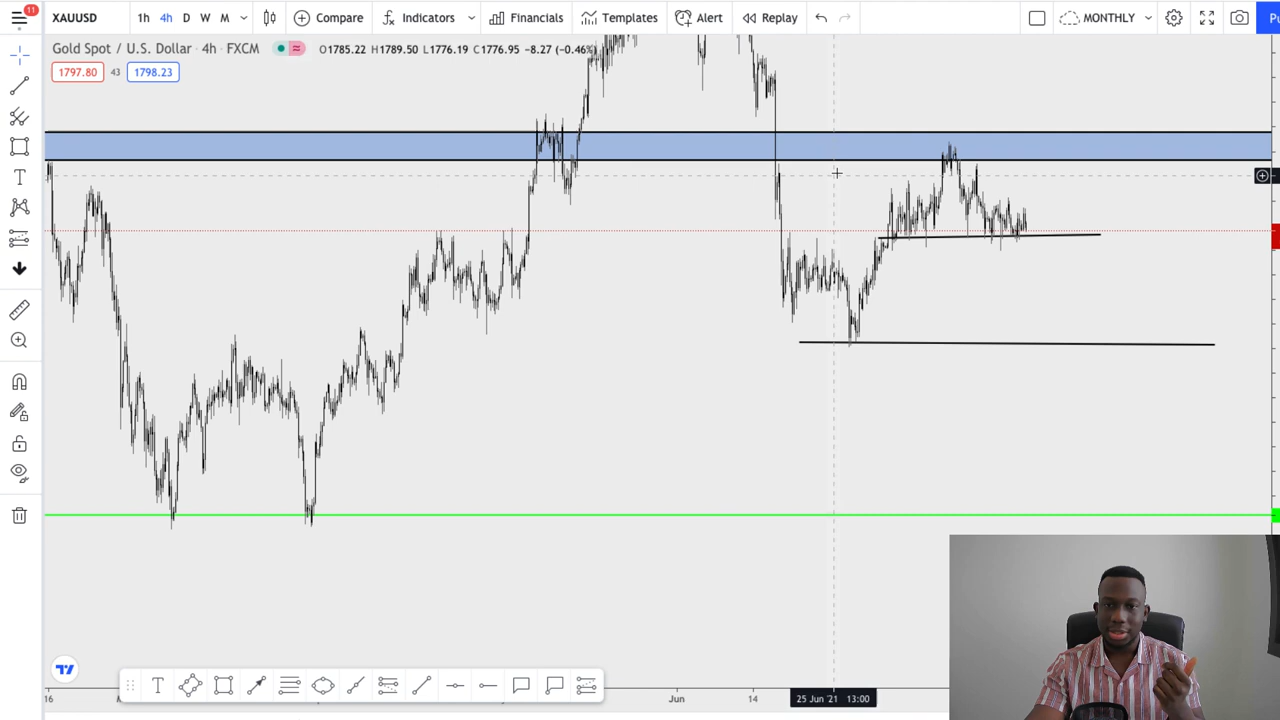 11
XAUUSD 1h 4h D W M Compare Indicators Financials Templates Alert Replay MONTHLY
Gold Spot / U.S. Dollar · 4h · FXCM O1785.22 H1789.50 L1776.19 C1776.95 −8.27 (−0.46%)
1797.80 43 1798.23
T
T
16 Jun 14 25 Jun '21 13:00